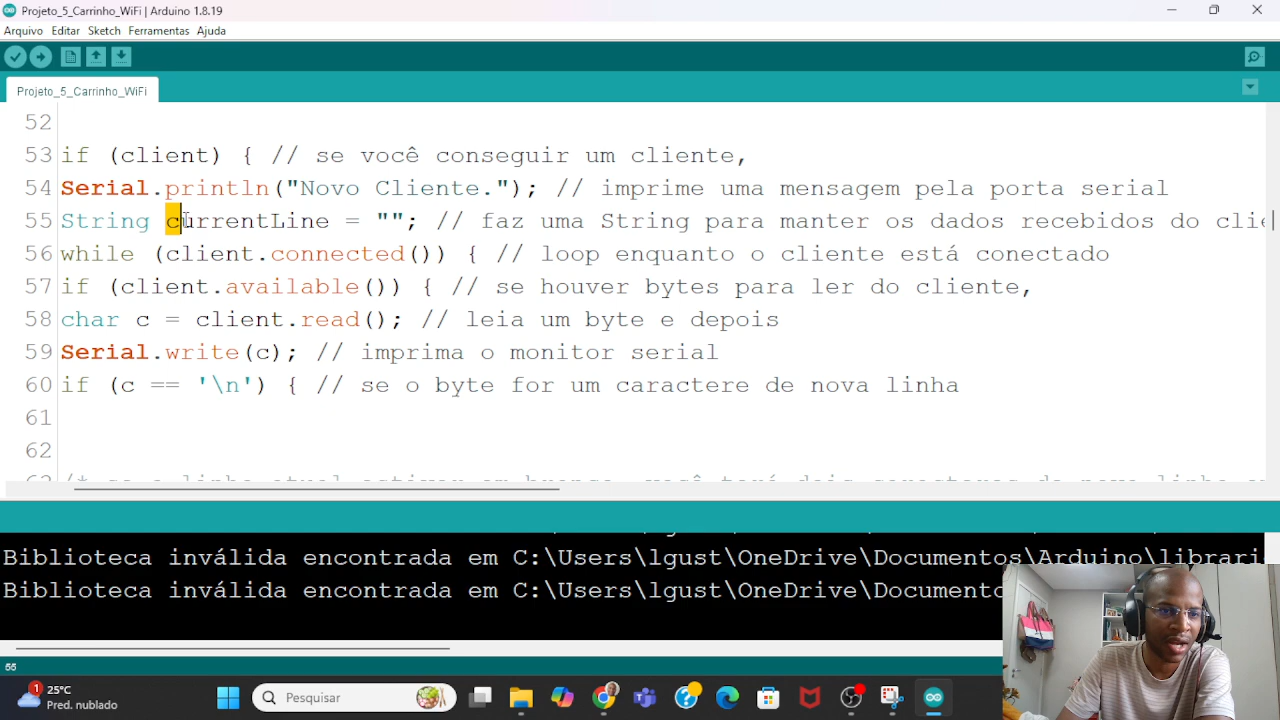 Projeto_5_Carrinho_WiFi | Arduino 1.8.19
Arquivo Editar Sketch Ferramentas Ajuda
Projeto_5_Carrinho_WiFi
52
53 if (client) { // se você conseguir um cliente,
54 Serial.println("Novo Cliente."); // imprime uma mensagem pela porta serial
55 String currentLine = ""; // faz uma String para manter os dados recebidos do
56 while (client.connected()) { // loop enquanto o cliente está conectado
57 if (client.available()) { // se houver bytes para ler do cliente,
58 char c = client.read(); // leia um byte e depois
59 Serial.write(c); // imprima o monitor serial
60 if (c == '\n') { // se o byte for um caractere de nova linha
61
62
Biblioteca inválida encontrada em C:\Users\lgust\OneDrive\Documentos\Arduino\librari
Biblioteca inválida encontrada em C:\Users\lgust\OneDrive\Documento
55
1
25°C
Pred. nublado
Pesquisar